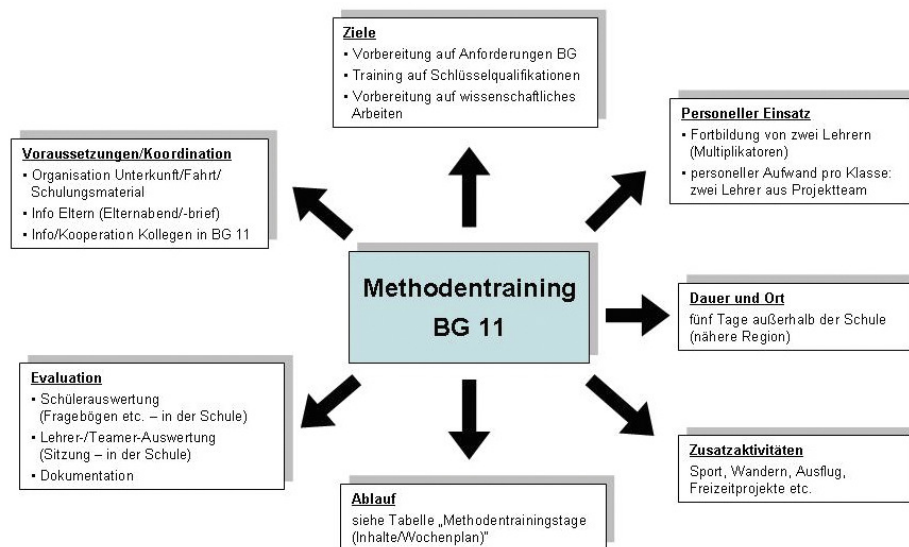 Ziele
▪ Vorbereitung auf Anforderungen BG
▪ Training auf Schlüsselqualifikationen
▪ Vorbereitung auf wissenschaftliches
Arbeiten
Personeller Einsatz
▪ Fortbildung von zwei Lehrern
(Multiplikatoren)
▪ personeller Aufwand pro Klasse:
zwei Lehrer aus Projektteam
Voraussetzungen/Koordination
▪ Organisation Unterkunft/Fahrt/
Schulungsmaterial
▪ Info Eltern (Elternabend/-brief)
▪ Info/Kooperation Kollegen in BG 11
Methodentraining
BG 11
Dauer und Ort
fünf Tage außerhalb der Schule
(nähere Region)
Evaluation
▪ Schülerauswertung
(Fragebögen etc. – in der Schule)
▪ Lehrer-/Teamer-Auswertung
(Sitzung – in der Schule)
▪ Dokumentation
Zusatzaktivitäten
Sport, Wandern, Ausflug,
Freizeitprojekte etc.
Ablauf
siehe Tabelle „Methodentrainingstage
(Inhalte/Wochenplan)"